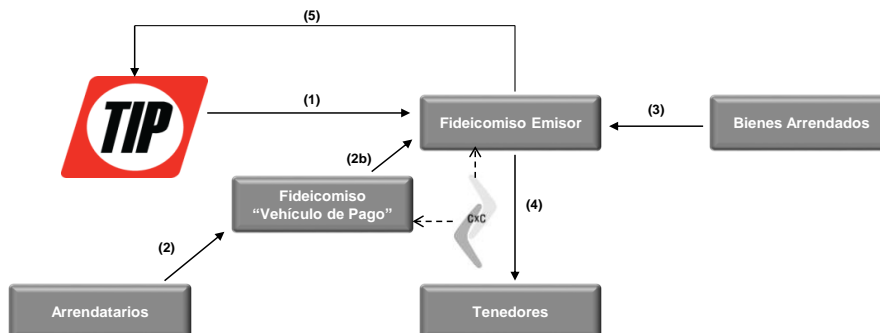 (5)
TIP
(1)
Fideicomiso Emisor
(3)
Bienes Arrendados
(2b)
Fideicomiso
“Vehículo de Pago”
CxC
(4)
(2)
Arrendatarios
Tenedores